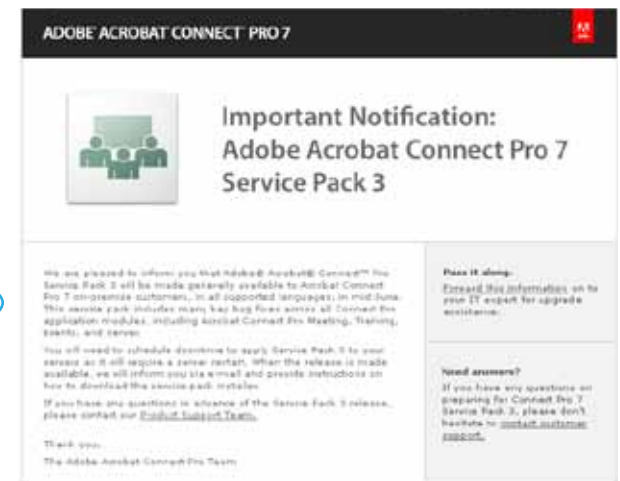 ADOBE® ACROBAT® CONNECT™ PRO 7
Important Notification:
Adobe Acrobat Connect Pro 7
Service Pack 3
We are pleased to inform you that Adobe® Acrobat® Connect™ Pro
Service Pack 3 will be made generally available to Acrobat Connect
Pro 7 on-premise customers, in all supported languages, in mid-June.
This service pack includes many key bug fixes across all Connect Pro
application modules, including Acrobat Connect Pro Meeting, Training,
Events, and server.
You will need to schedule downtime to apply Service Pack 3 to your
servers as it will require a server restart. When the release is made
available, we will inform you via e-mail and provide instructions on
how to download the service pack installer.
If you have any questions in advance of the Service Pack 3 release,
please contact our Product Support Team.
Thank you,
The Adobe Acrobat Connect Pro Team
Pass it along.
Forward this information on to
your IT expert for upgrade
assistance.
Need answers?
If you have any questions on
preparing for Connect Pro 7
Service Pack 3, please don't
hesitate to contact customer
support.